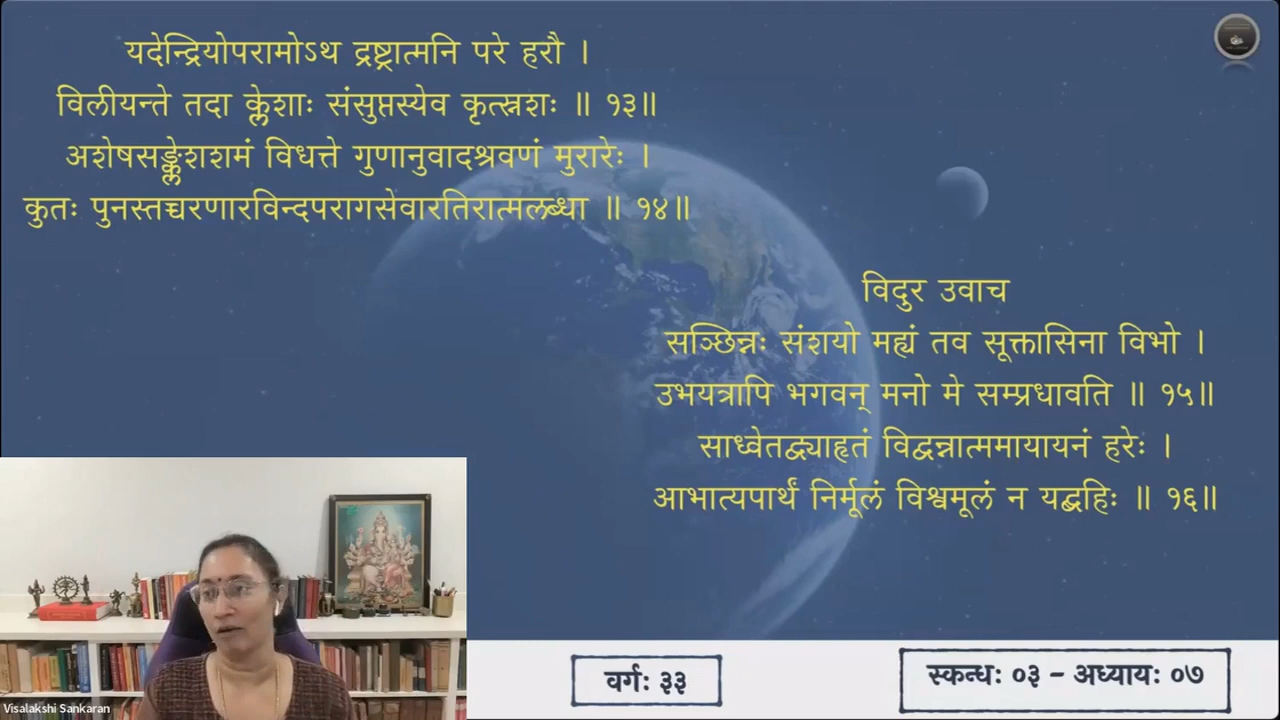 यदेन्द्रियोपरामोऽथ द्रष्ट्रात्मनि परे हरौ ।
विलीयन्ते तदा क्लेशाः संसुप्तस्येव कृत्स्नशः ॥ १३॥
अशेषसङ्क्लेशशमं विधत्ते गुणानुवादश्रवणं मुरारेः ।
कुतः पुनस्तच्चरणारविन्दपरागसेवारतिरात्मलब्धा ॥ १४॥
विदुर उवाच
सञ्छिन्नः संशयो मह्यं तव सूक्तासिना विभो ।
उभयत्रापि भगवन् मनो मे सम्प्रधावति ॥ १५॥
साध्वेतद्व्याहृतं विद्वन्नात्ममायायनं हरेः ।
आभात्यपार्थं निर्मूलं विश्वमूलं न यद्बहिः ॥ १६॥
Visalakshi Sankaran
वर्गः ३३
स्कन्धः ०३ - अध्यायः ०७